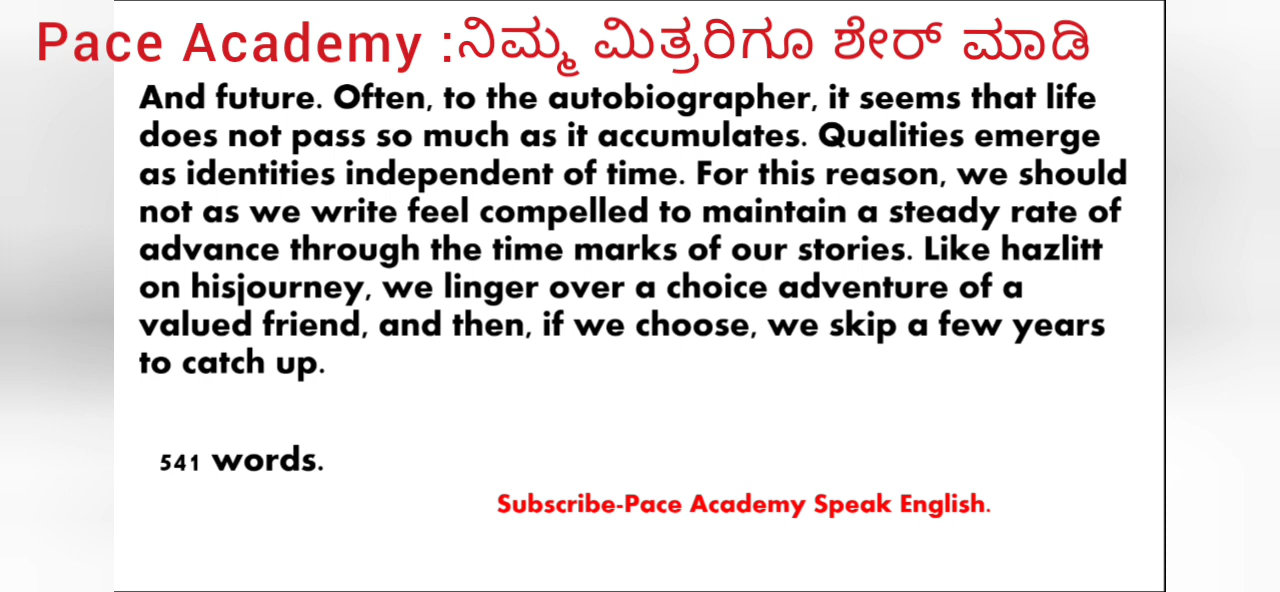 Pace Academy :ನಿಮ್ಮ ಮಿತ್ರರಿಗೂ ಶೇರ್ ಮಾಡಿ
And future. Often, to the autobiographer, it seems that life
does not pass so much as it accumulates. Qualities emerge
as identities independent of time. For this reason, we should
not as we write feel compelled to maintain a steady rate of
advance through the time marks of our stories. Like hazlitt
on hisjourney, we linger over a choice adventure of a
valued friend, and then, if we choose, we skip a few years
to catch up.
541 words.
Subscribe-Pace Academy Speak English.